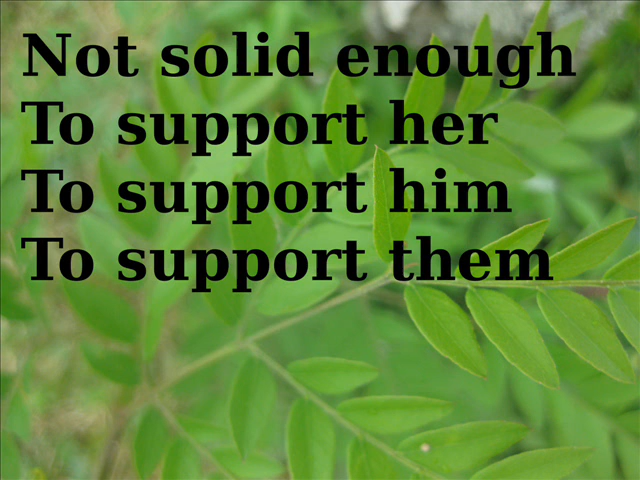 Not solid enough
To support her
To support him
To support them